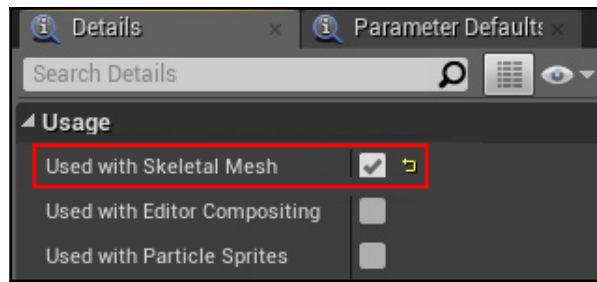 Details
Parameter Defaults
Search Details
Usage
Used with Skeletal Mesh
Used with Editor Compositing
Used with Particle Sprites